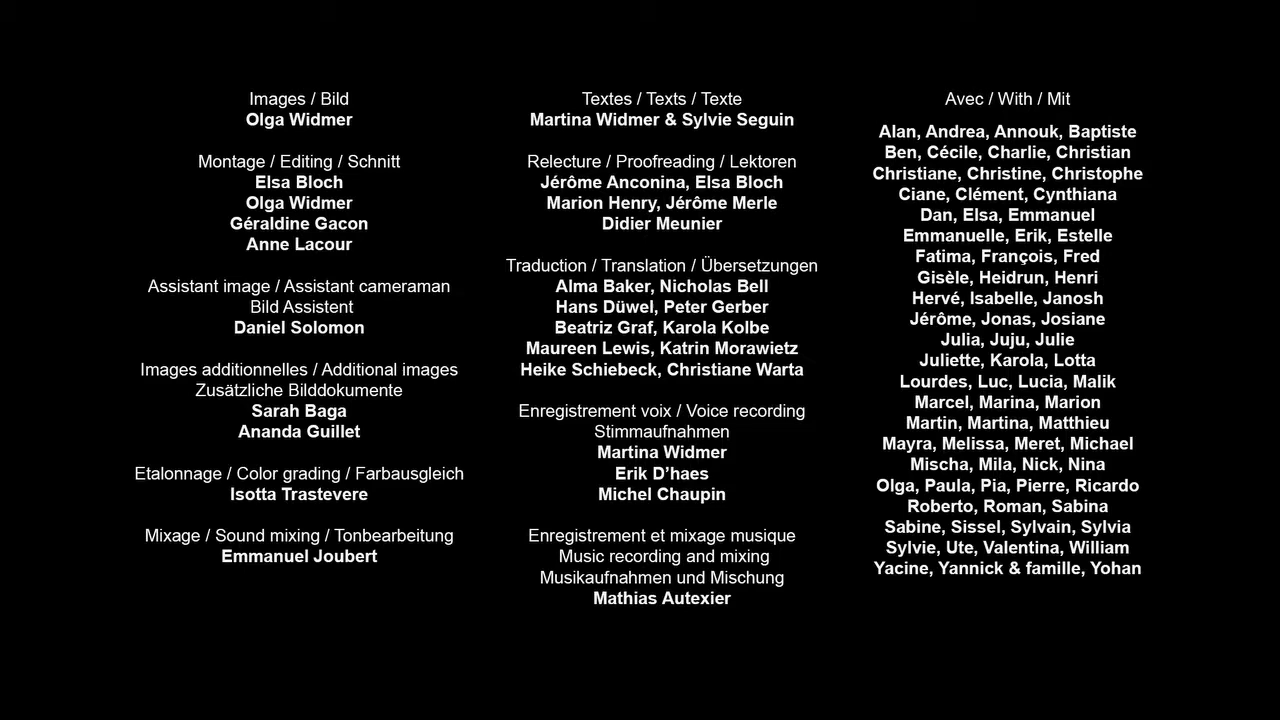 Images / Bild
Olga Widmer
Montage / Editing / Schnitt
Elsa Bloch
Olga Widmer
Géraldine Gacon
Anne Lacour
Assistant image / Assistant cameraman
Bild Assistent
Daniel Solomon
Images additionnelles / Additional images
Zusätzliche Bilddokumente
Sarah Baga
Ananda Guillet
Etalonnage / Color grading / Farbausgleich
Isotta Trastevere
Mixage / Sound mixing / Tonbearbeitung
Emmanuel Joubert
Textes / Texts / Texte
Martina Widmer & Sylvie Seguin
Relecture / Proofreading / Lektoren
Jérôme Anconina, Elsa Bloch
Marion Henry, Jérôme Merle
Didier Meunier
Traduction / Translation / Übersetzungen
Alma Baker, Nicholas Bell
Hans Düwel, Peter Gerber
Beatriz Graf, Karola Kolbe
Maureen Lewis, Katrin Morawietz
Heike Schiebeck, Christiane Warta
Enregistrement voix / Voice recording
Stimmaufnahmen
Martina Widmer
Erik D’haes
Michel Chaupin
Enregistrement et mixage musique
Music recording and mixing
Musikaufnahmen und Mischung
Mathias Autexier
Avec / With / Mit
Alan, Andrea, Annouk, Baptiste
Ben, Cécile, Charlie, Christian
Christiane, Christine, Christophe
Ciane, Clément, Cynthiana
Dan, Elsa, Emmanuel
Emmanuelle, Erik, Estelle
Fatima, François, Fred
Gisèle, Heidrun, Henri
Hervé, Isabelle, Janosh
Jérôme, Jonas, Josiane
Julia, Juju, Julie
Juliette, Karola, Lotta
Lourdes, Luc, Lucia, Malik
Marcel, Marina, Marion
Martin, Martina, Matthieu
Mayra, Melissa, Meret, Michael
Mischa, Mila, Nick, Nina
Olga, Paula, Pia, Pierre, Ricardo
Roberto, Roman, Sabina
Sabine, Sissel, Sylvain, Sylvia
Sylvie, Ute, Valentina, William
Yacine, Yannick & famille, Yohan